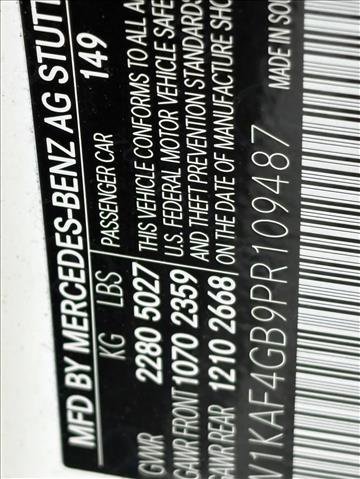 MFD BY MERCEDES-BENZ AG STUTT
149
KG LBS PASSENGER CAR
GVWR 2280 5027 THIS VEHICLE CONFORMS TO ALL
GAWR FRONT 1070 2359 U.S. FEDERAL MOTOR VEHICLE SAFE
GAWR REAR 1210 2668 AND THEFT PREVENTION STANDARDS
ON THE DATE OF MANUFACTURE SHO
W1KAF4GB9PR109487 MADE IN SOU